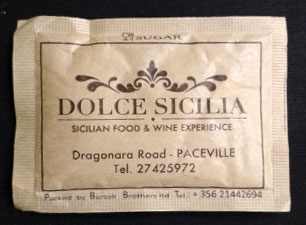 SUGAR
DOLCE SICILIA
SICILIAN FOOD & WINE EXPERIENCE
Dragonara Road - PACEVILLE
Tel. 27425972
Packed by Bartoli Brothers ltd Tel. + 356 21442694